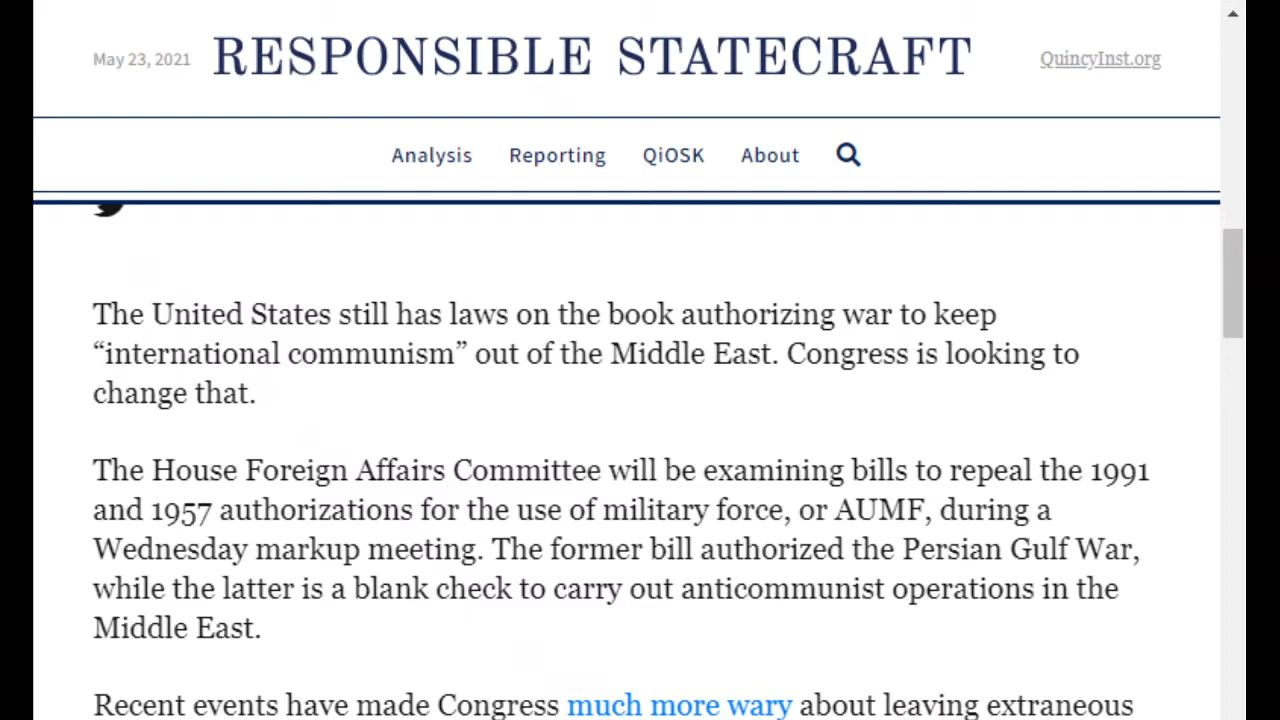 May 23, 2021
RESPONSIBLE STATECRAFT
QuincyInst.org
Analysis Reporting QiOSK About
The United States still has laws on the book authorizing war to keep
“international communism” out of the Middle East. Congress is looking to
change that.
The House Foreign Affairs Committee will be examining bills to repeal the 1991
and 1957 authorizations for the use of military force, or AUMF, during a
Wednesday markup meeting. The former bill authorized the Persian Gulf War,
while the latter is a blank check to carry out anticommunist operations in the
Middle East.
Recent events have made Congress much more wary about leaving extraneous